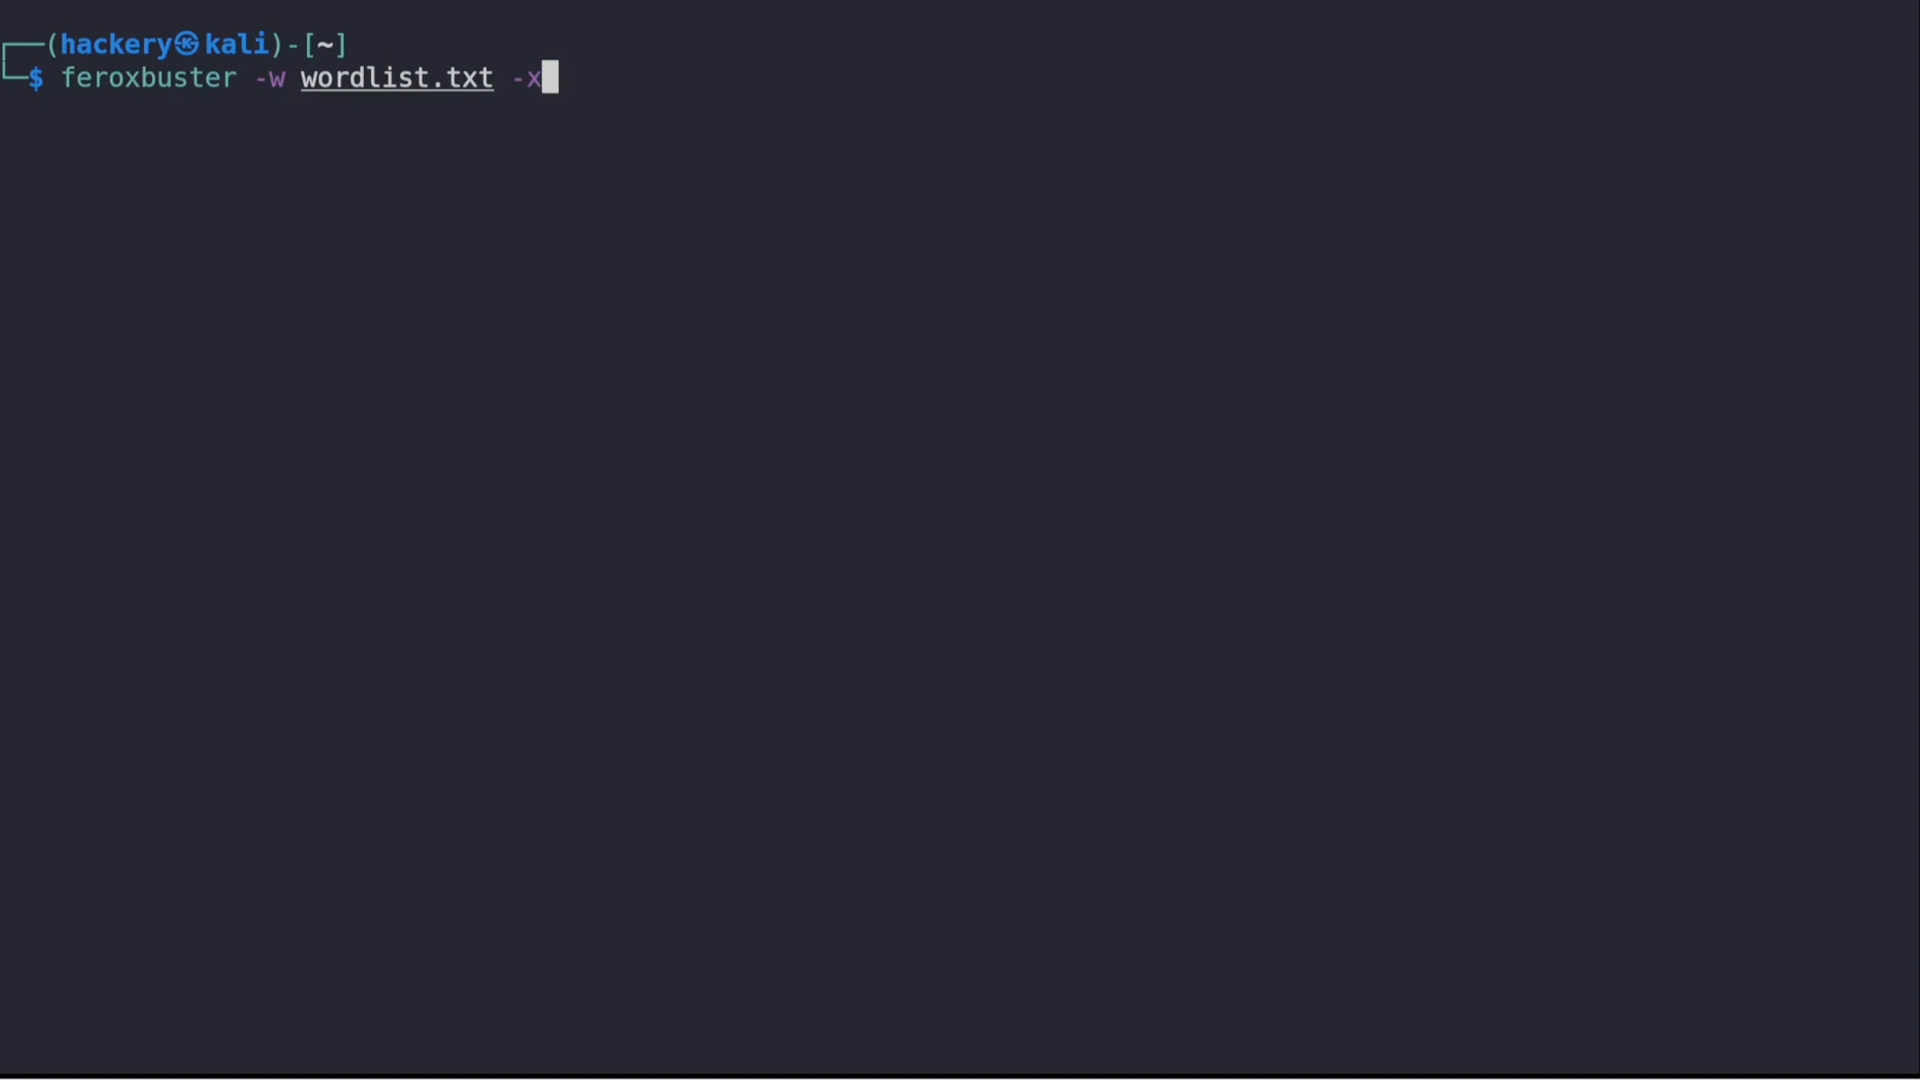 ┌──(hackery㉿kali)-[~]
└─$ feroxbuster -w wordlist.txt -x